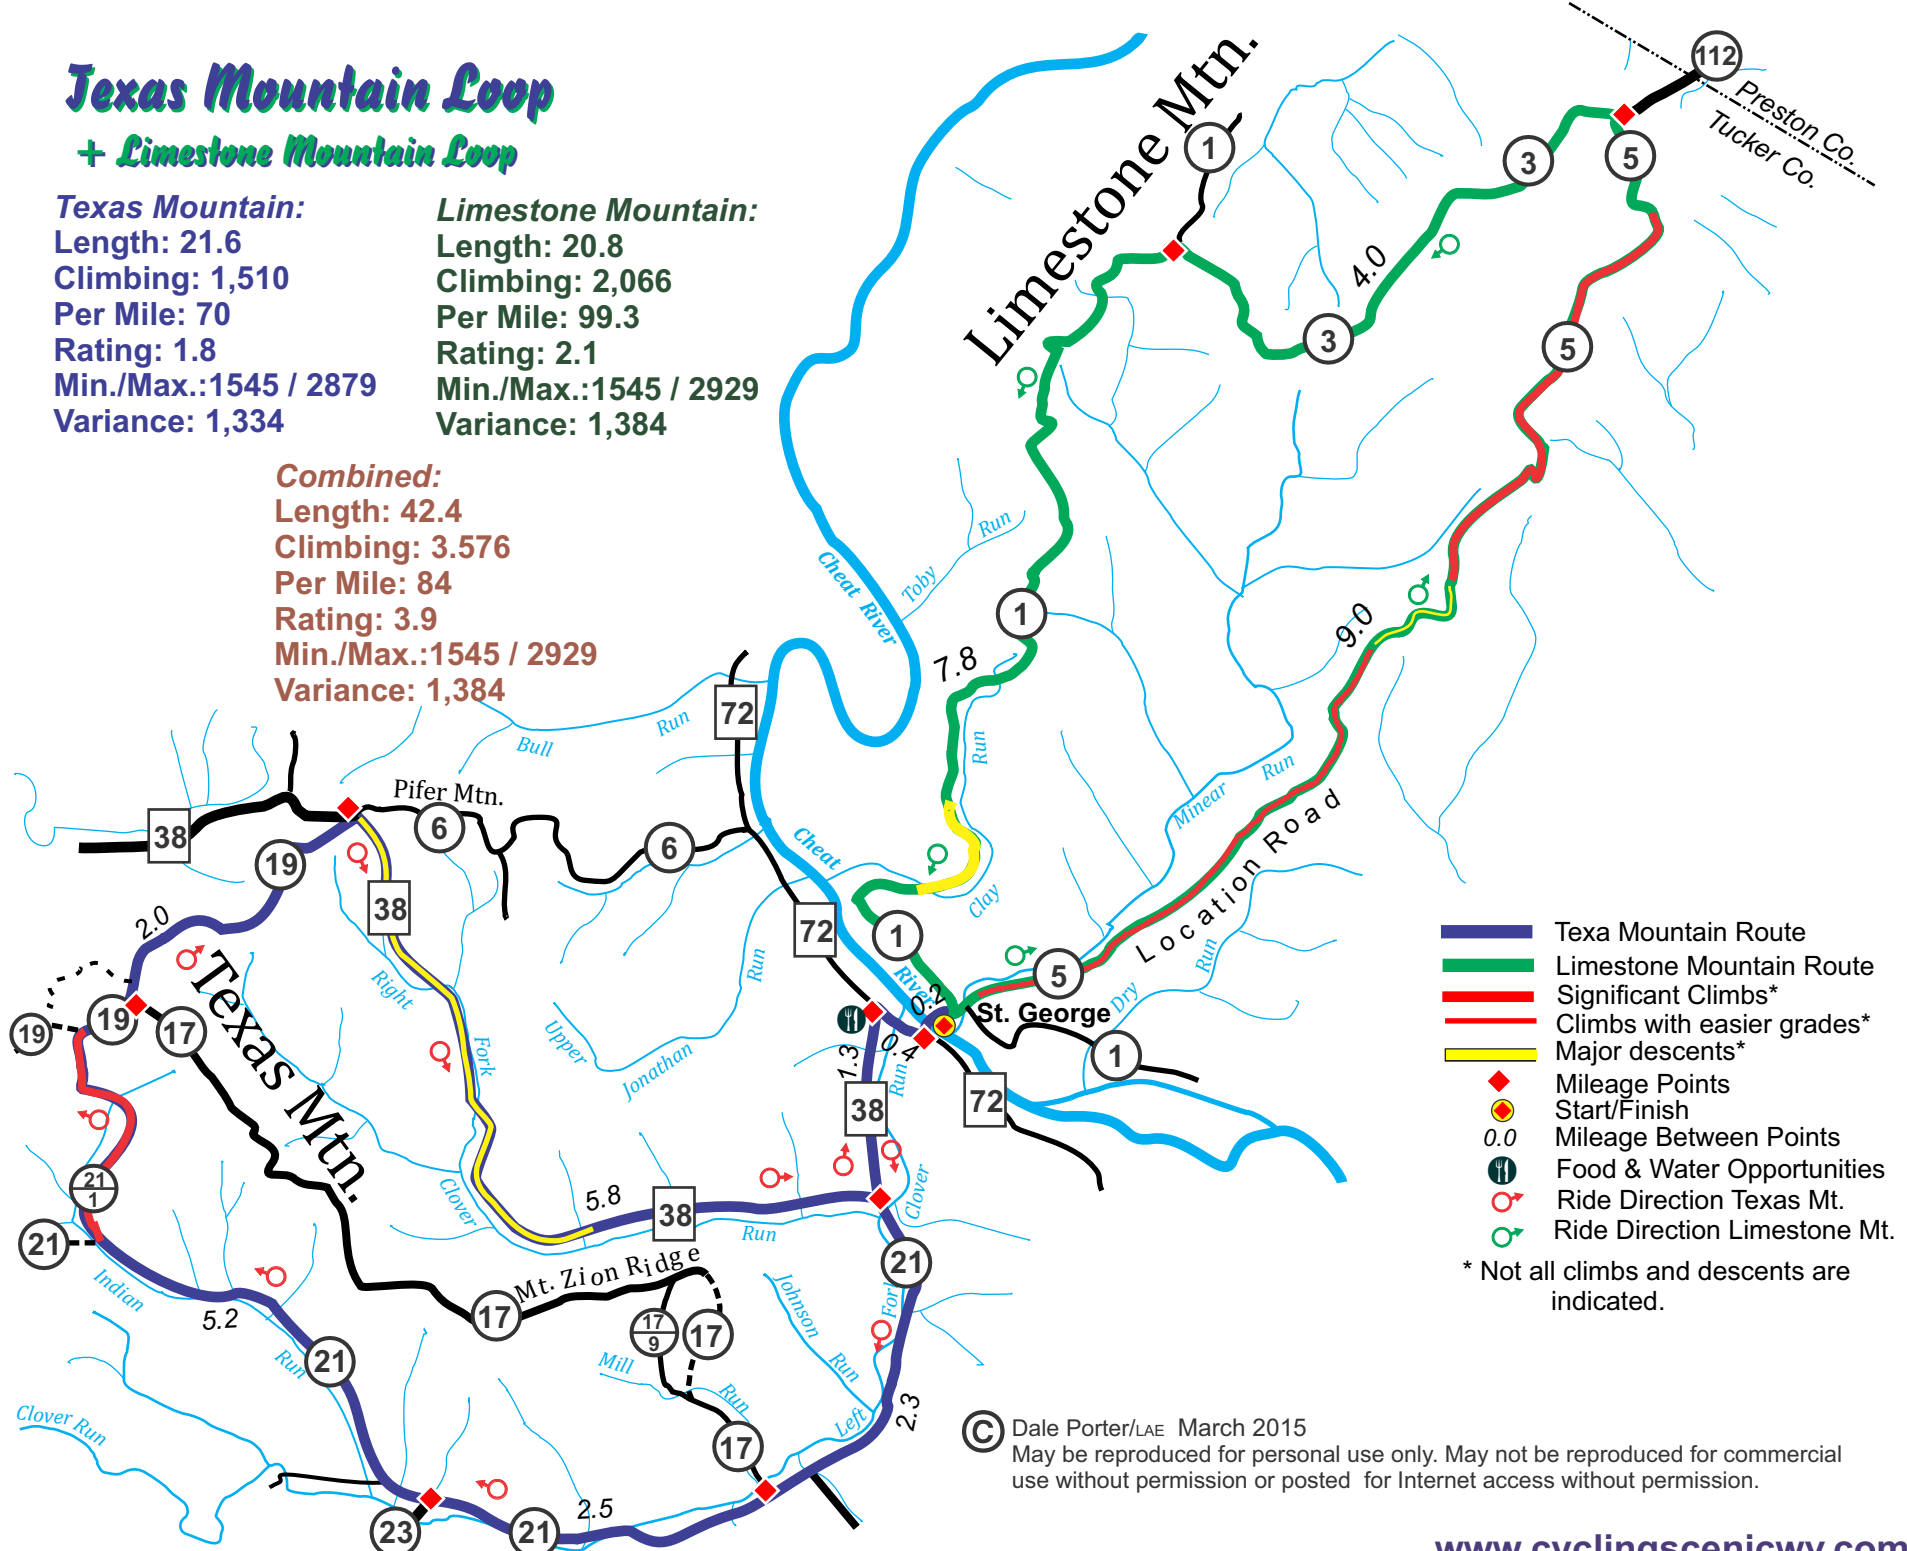 Texas Mountain Loop
+ Limestone Mountain Loop
Texas Mountain:
Length: 21.6
Climbing: 1,510
Per Mile: 70
Rating: 1.8
Min./Max.:1545 / 2879
Variance: 1,334
Limestone Mountain:
Length: 20.8
Climbing: 2,066
Per Mile: 99.3
Rating: 2.1
Min./Max.:1545 / 2929
Variance: 1,384
Combined:
Length: 42.4
Climbing: 3.576
Per Mile: 84
Rating: 3.9
Min./Max.:1545 / 2929
Variance: 1,384
Limestone Mtn.
1
112
Preston Co.
Tucker Co.
3
5
4.0
3
5
Cheat River
Toby
Run
1
7.8
9.0
72
Bull
Run
Run
Minear
Run
Location Road
Pifer Mtn.
38
6
6
19
38
Cheat
72
Clay
1
River
2.0
Right
Run
5
Run
Dry
0.2
St. George
19
19
17
Texas Mtn.
Fork
Upper
Jonathan
0.4
1.3
Run
1
72
38
21
1
Clover
5.8
38
Run
Clover
21
21
Indian
5.2
Mt. Zion Ridge
17
17
9
17
Johnson
Run
Fork
Mill
Run
Run
21
Left
2.3
Clover Run
17
23
21
2.5
Texa Mountain Route
Limestone Mountain Route
Significant Climbs*
Climbs with easier grades*
Major descents*
Mileage Points
Start/Finish
0.0 Mileage Between Points
Food & Water Opportunities
Ride Direction Texas Mt.
Ride Direction Limestone Mt.
* Not all climbs and descents are
indicated.
© Dale Porter/LAE March 2015
May be reproduced for personal use only. May not be reproduced for commercial
use without permission or posted for Internet access without permission.
www.cyclingscenicwv.com